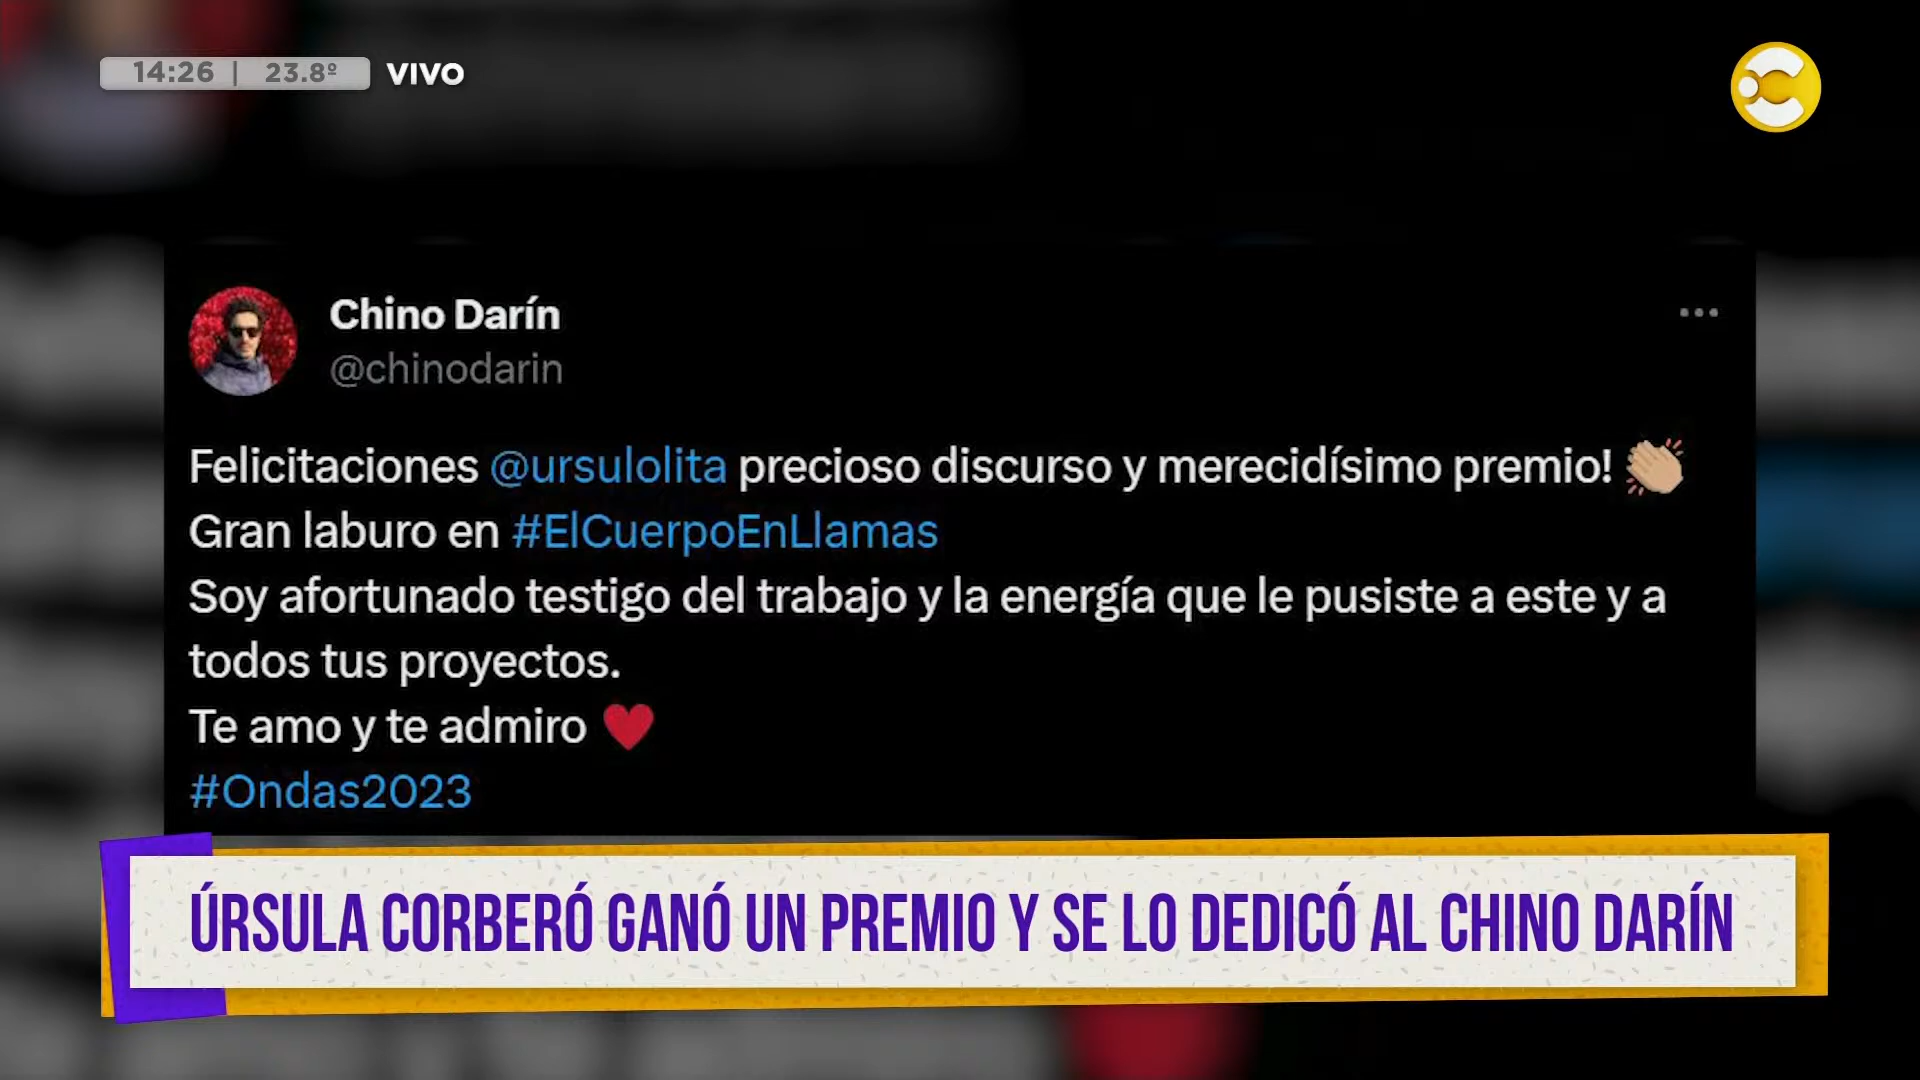 14:26 | 23.8º VIVO
Chino Darín
@chinodarin
Felicitaciones @ursulolita precioso discurso y merecidísimo premio! 👏🏼
Gran laburo en #ElCuerpoEnLlamas
Soy afortunado testigo del trabajo y la energía que le pusiste a este y a
todos tus proyectos.
Te amo y te admiro ❤️
#Ondas2023
ÚRSULA CORBERÓ GANÓ UN PREMIO Y SE LO DEDICÓ AL CHINO DARÍN